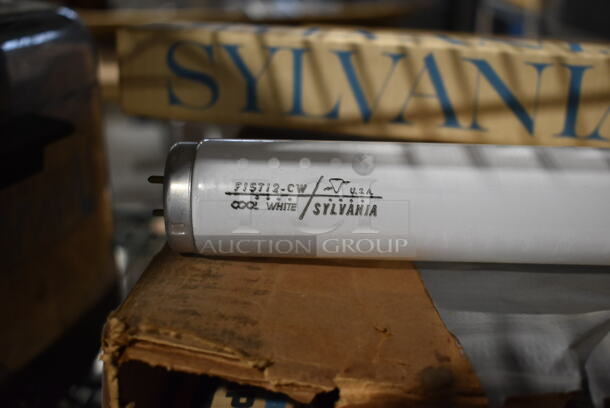 SYLVANIA
F15T12-CW U.S.A.
COOL WHITE SYLVANIA
AUCTION GROUP